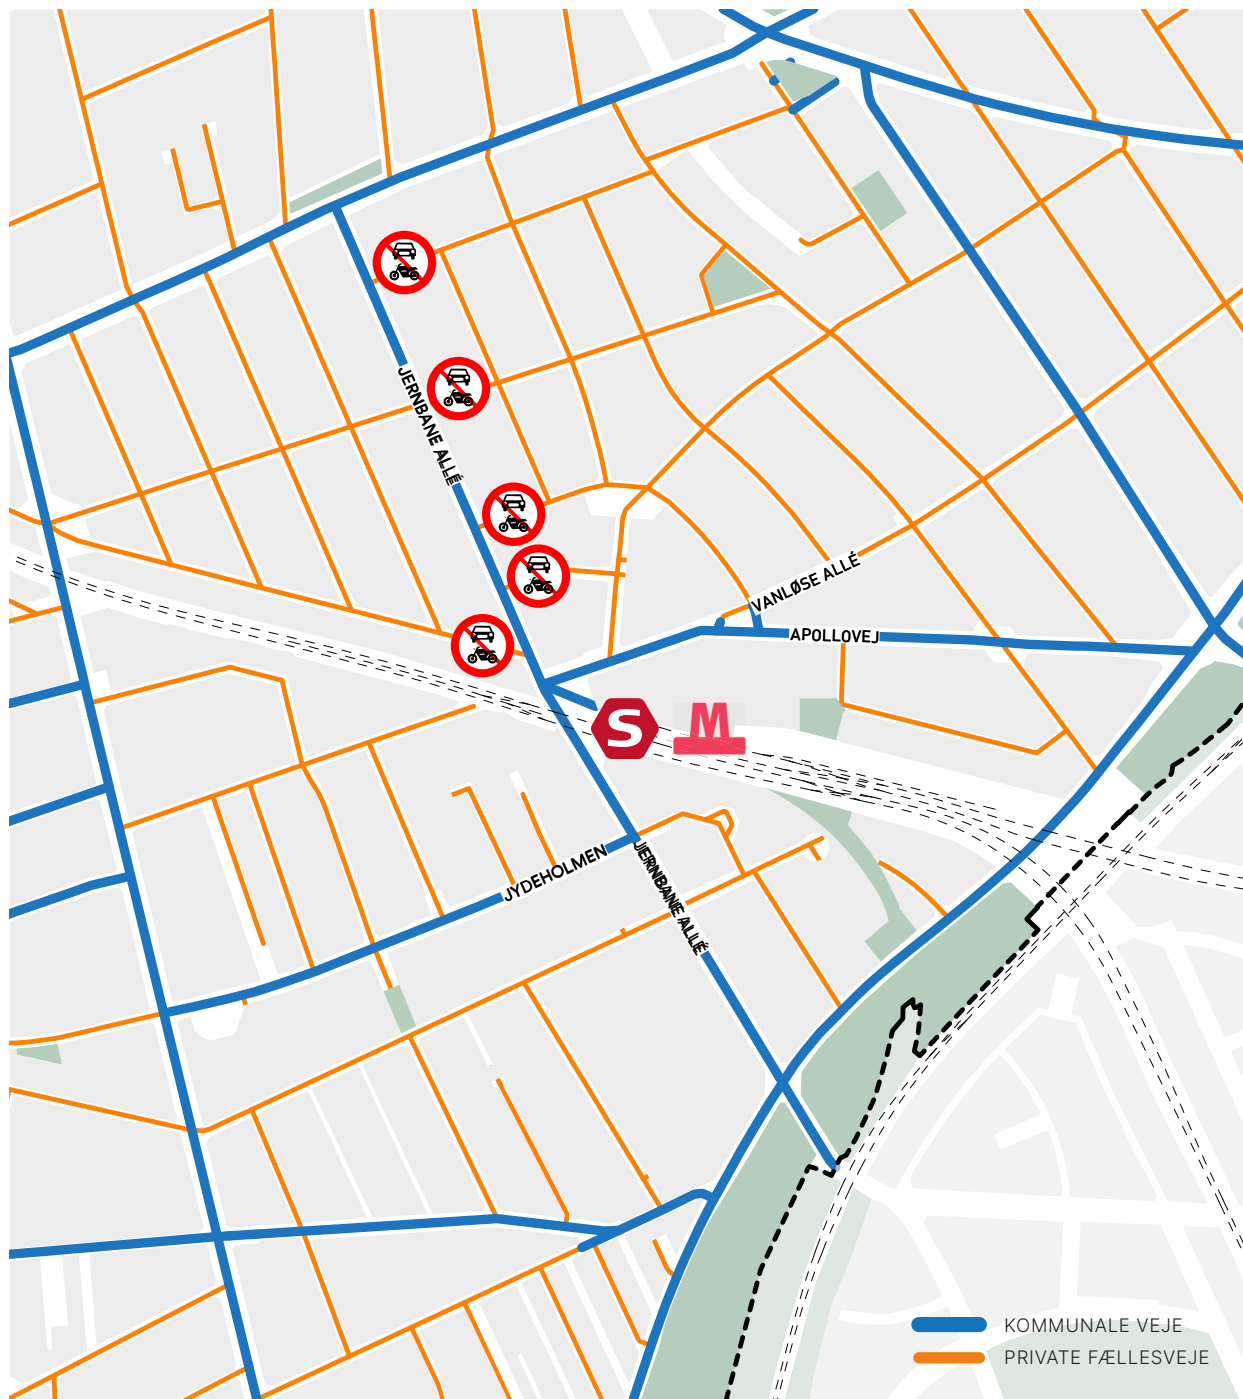 JERNBANE ALLÉ
VANLØSE ALLÉ
APOLLOVEJ
S
M
JYDEHOLMEN
JERNBANE ALLÉ
KOMMUNALE VEJE
PRIVATE FÆLLESVEJE